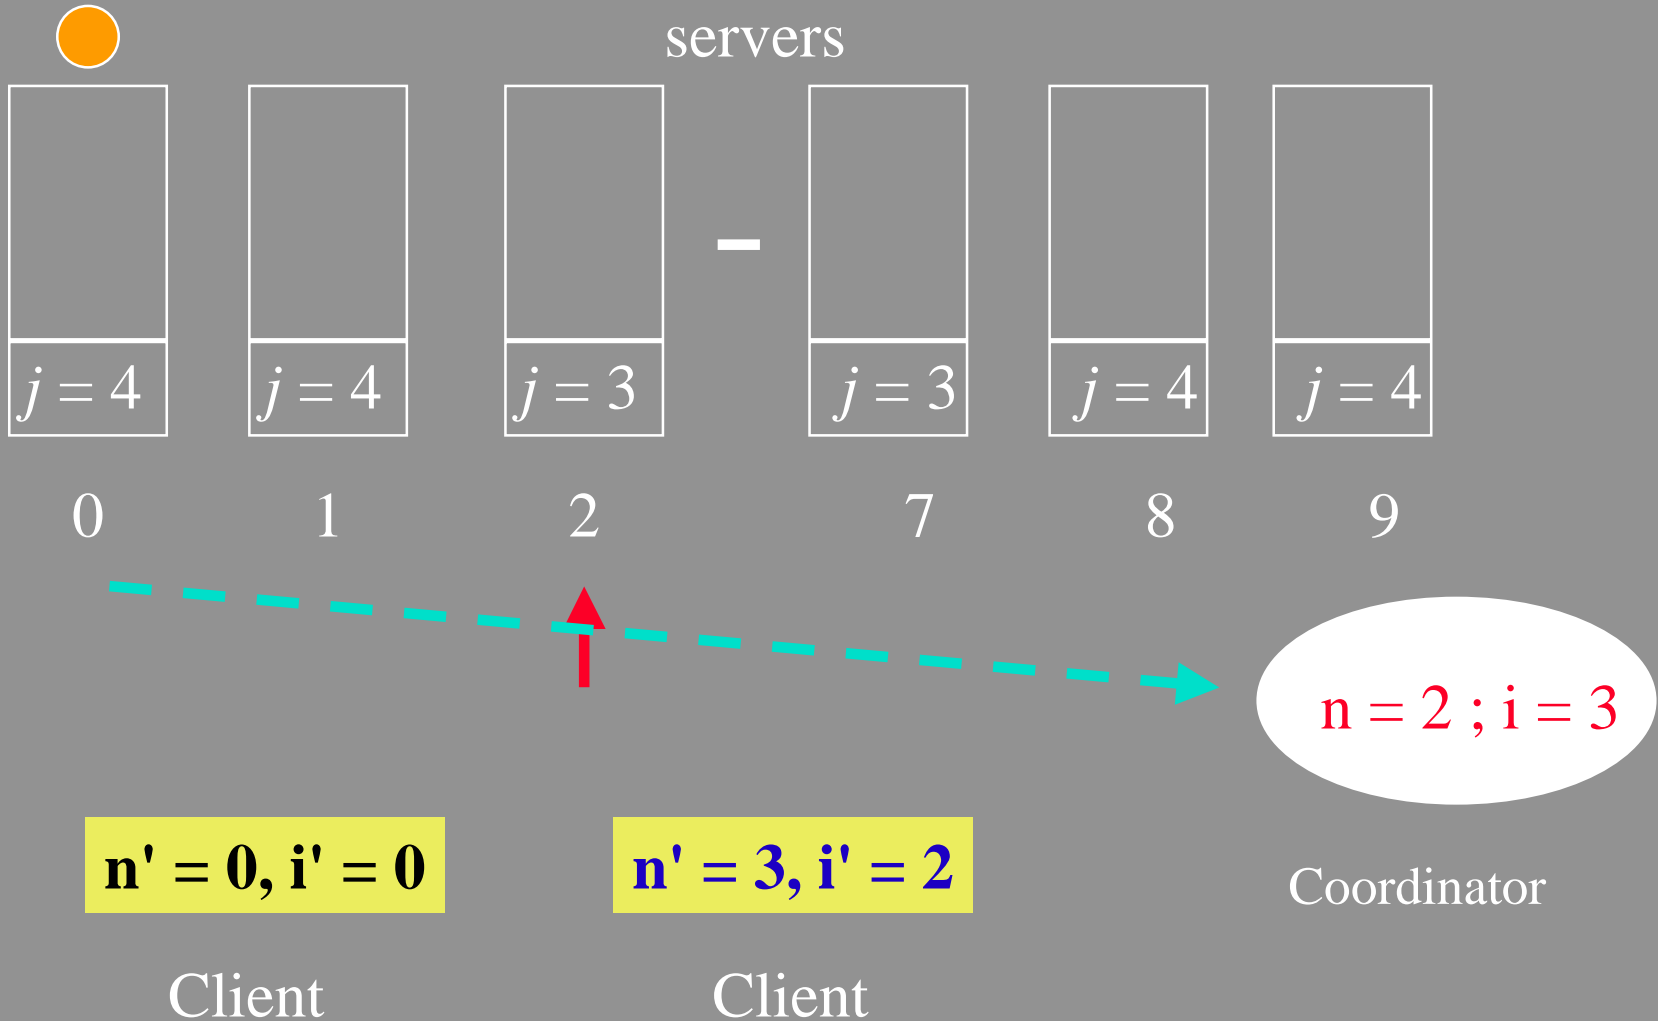 servers
j = 4 j = 4 j = 3 j = 3 j = 4 j = 4
0 1 2 7 8 9
n = 2 ; i = 3
n' = 0, i' = 0 n' = 3, i' = 2
Coordinator
Client Client